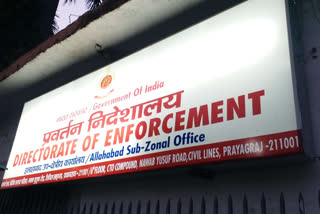 भारत सरकार / Government Of India
प्रवर्तन निदेशालय
DIRECTORATE OF ENFORCEMENT
इलाहाबाद उप-क्षेत्रीय कार्यालय/Allahabad Sub-Zonal Office
FLOOR, CTO COMPOUND, NAWAB YUSUF ROAD, CIVIL LINES, PRAYAGRAJ -211001